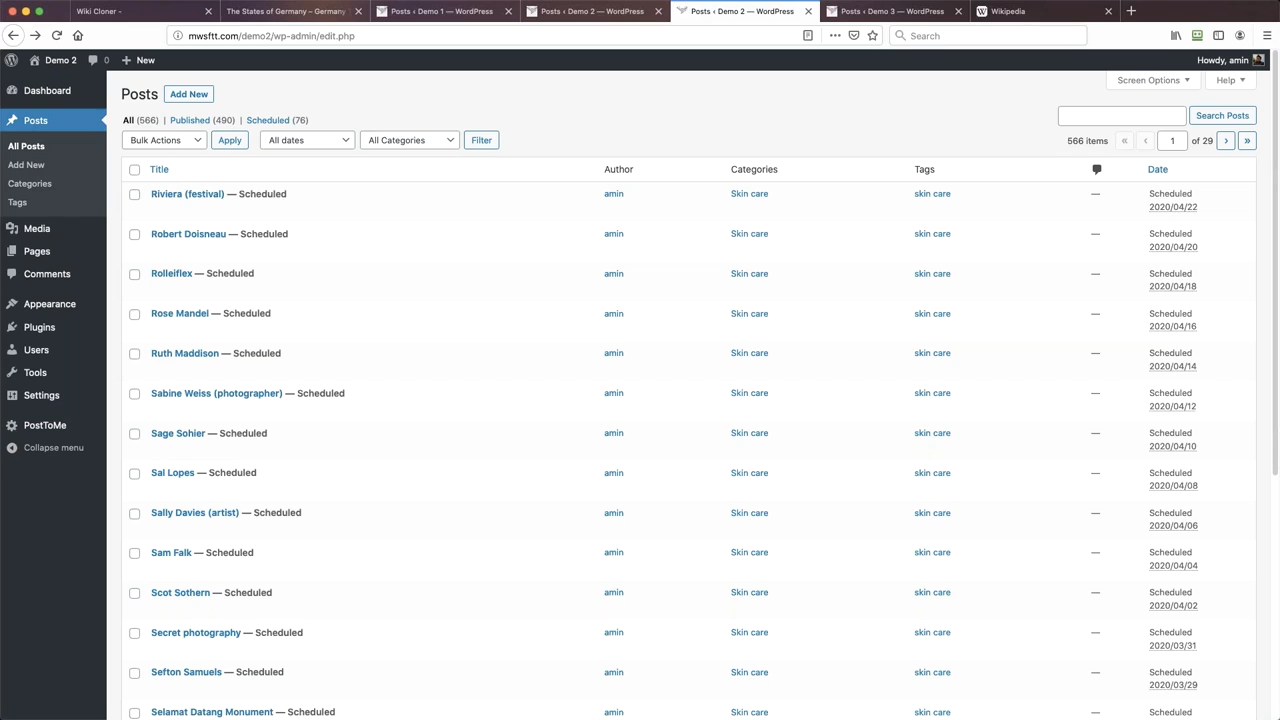 Wiki Cloner -
The States of Germany – Germany
Posts ‹ Demo 1 — WordPress
Posts ‹ Demo 2 — WordPress
Posts ‹ Demo 2 — WordPress
Posts ‹ Demo 3 — WordPress
Wikipedia
mwsftt.com/demo2/wp-admin/edit.php
Search
Demo 2 0 New
Howdy, amin
Dashboard
Posts
All Posts
Add New
Categories
Tags
Media
Pages
Comments
Appearance
Plugins
Users
Tools
Settings
PostToMe
Collapse menu
Screen Options
Help
Posts Add New
All (566) | Published (490) | Scheduled (76)
Search Posts
Bulk Actions Apply All dates All Categories Filter
566 items « ‹ 1 of 29 › »
Title Author Categories Tags Date
Riviera (festival) — Scheduled amin Skin care skin care — Scheduled
2020/04/22
Robert Doisneau — Scheduled amin Skin care skin care — Scheduled
2020/04/20
Rolleiflex — Scheduled amin Skin care skin care — Scheduled
2020/04/18
Rose Mandel — Scheduled amin Skin care skin care — Scheduled
2020/04/16
Ruth Maddison — Scheduled amin Skin care skin care — Scheduled
2020/04/14
Sabine Weiss (photographer) — Scheduled amin Skin care skin care — Scheduled
2020/04/12
Sage Sohier — Scheduled amin Skin care skin care — Scheduled
2020/04/10
Sal Lopes — Scheduled amin Skin care skin care — Scheduled
2020/04/08
Sally Davies (artist) — Scheduled amin Skin care skin care — Scheduled
2020/04/06
Sam Falk — Scheduled amin Skin care skin care — Scheduled
2020/04/04
Scot Sothern — Scheduled amin Skin care skin care — Scheduled
2020/04/02
Secret photography — Scheduled amin Skin care skin care — Scheduled
2020/03/31
Sefton Samuels — Scheduled amin Skin care skin care — Scheduled
2020/03/29
Selamat Datang Monument — Scheduled amin Skin care skin care — Scheduled